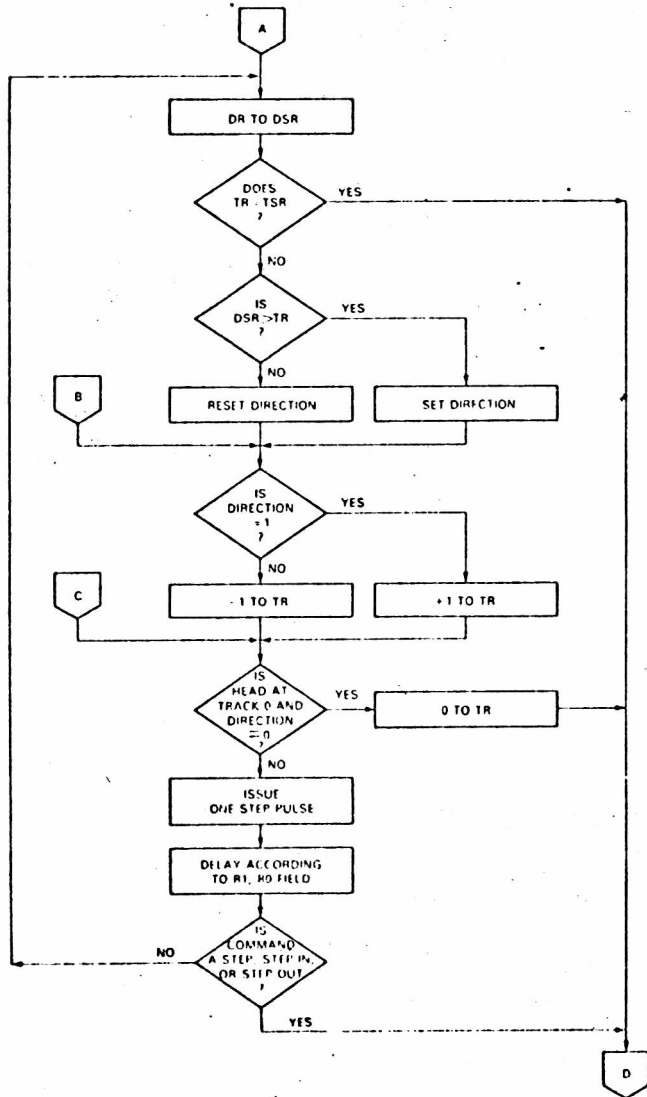 A
DR TO DSR
DOES
TR = TSR
?
YES
NO
IS
DSR > TR
?
YES
NO
B
RESET DIRECTION
SET DIRECTION
IS
DIRECTION
= 1
?
YES
NO
C
- 1 TO TR
+ 1 TO TR
IS
HEAD AT
TRACK 0 AND
DIRECTION
= 0
?
YES
0 TO TR
NO
ISSUE
ONE STEP PULSE
DELAY ACCORDING
TO R1, R0 FIELD
IS
COMMAND
A STEP, STEP IN,
OR STEP OUT
?
NO
YES
D